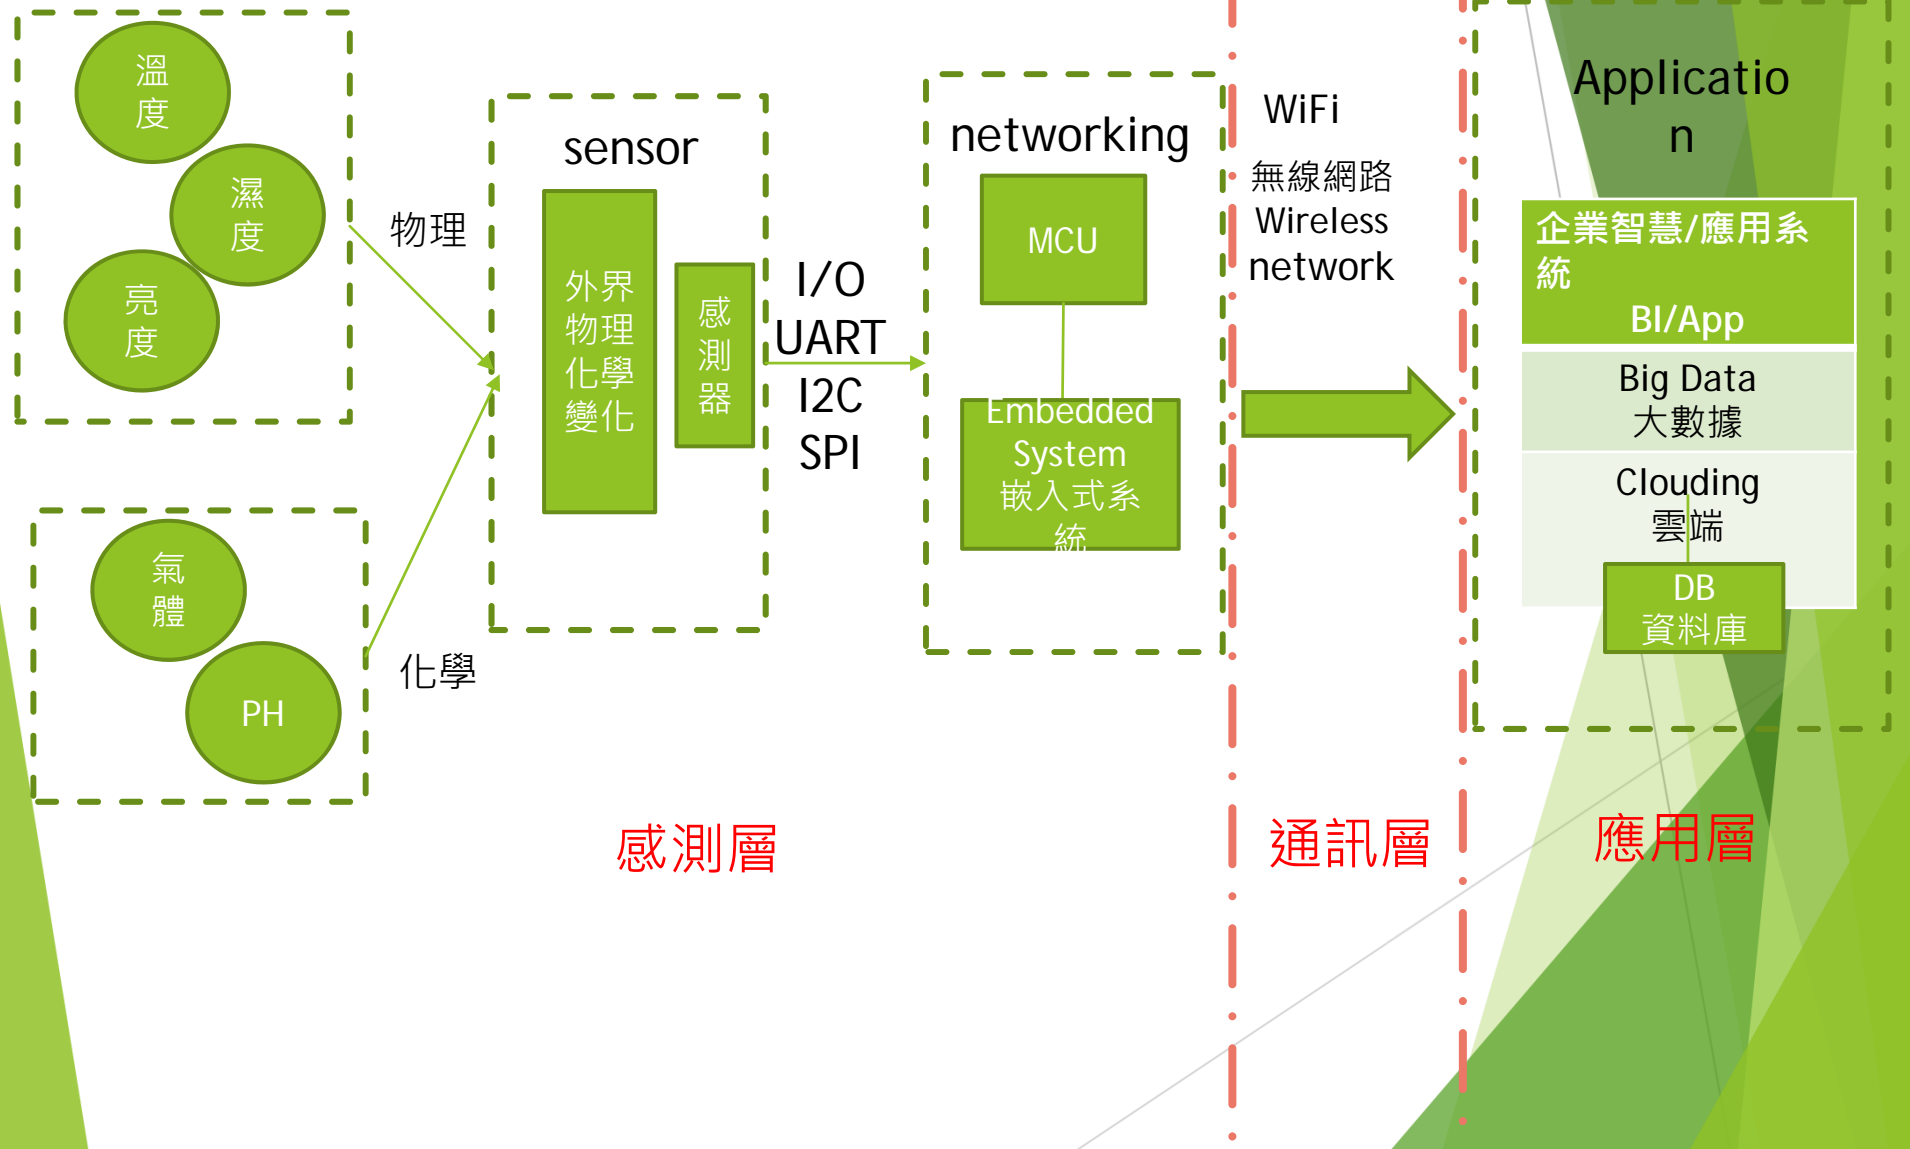 溫
度
濕
度
亮
度
物理
氣
體
PH
化學
sensor
外界
物理
化學
變化
感
測
器
I/O
UART
I2C
SPI
networking
MCU
Embedded
System
嵌入式系
統
WiFi
無線網路
Wireless
network
Applicatio
n
企業智慧/應用系
統
BI/App
Big Data
大數據
Clouding
雲端
DB
資料庫
感測層
通訊層
應用層